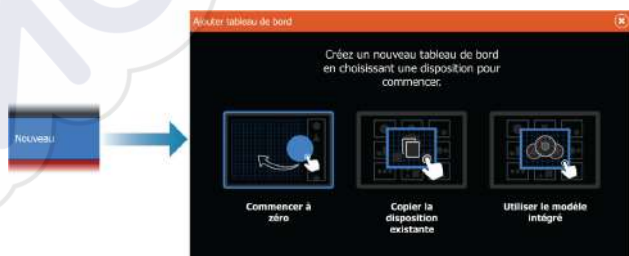 Ajouter tableau de bord
Créez un nouveau tableau de bord
en choisissant une disposition pour
commencer.
Nouveau
Commencer à
zéro
Copier la
disposition
existante
Utiliser le modèle
intégré